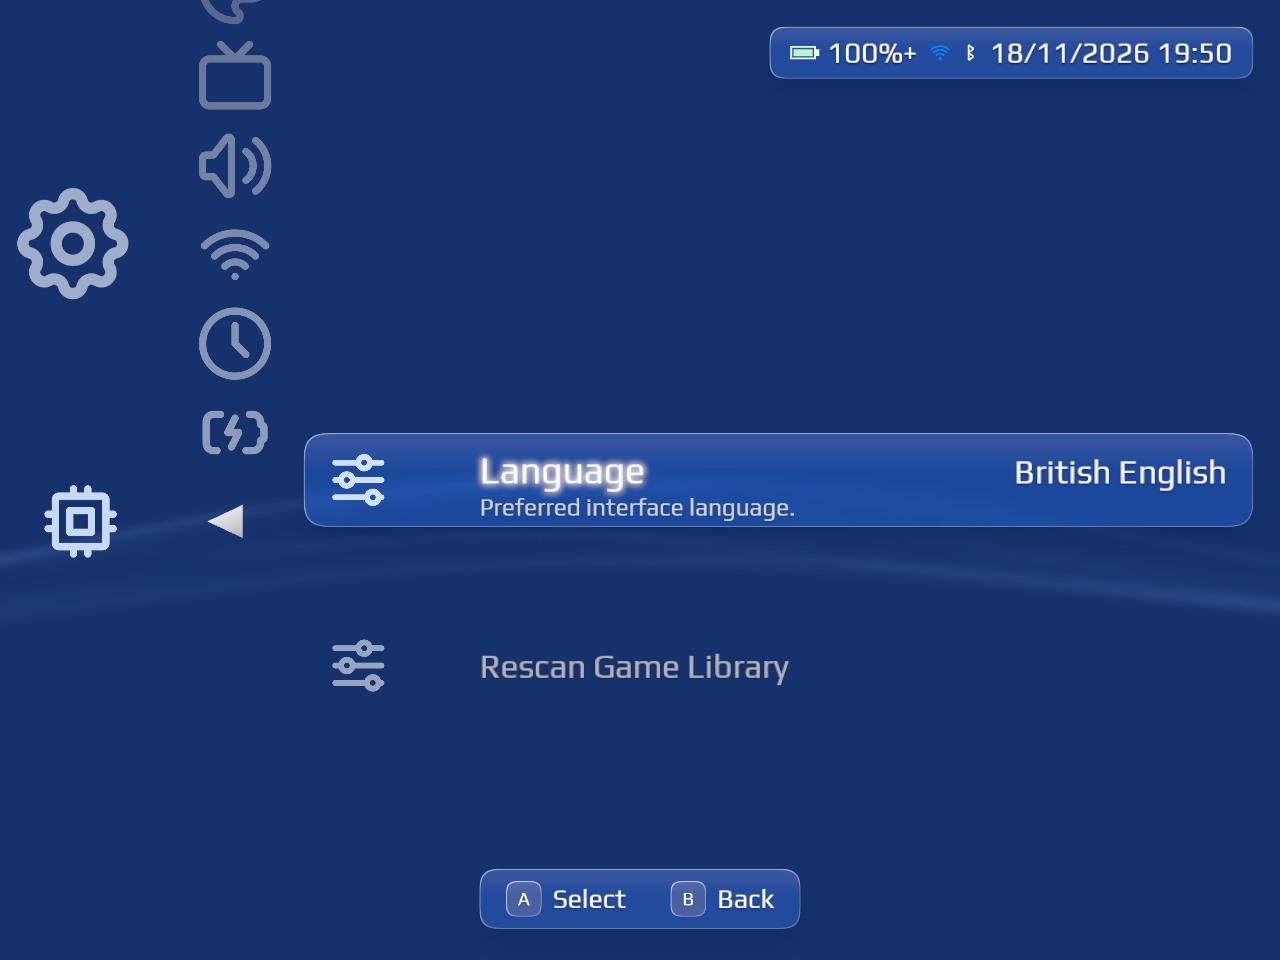 100%+ 18/11/2026 19:50
Language British English
Preferred interface language.
Rescan Game Library
A Select B Back